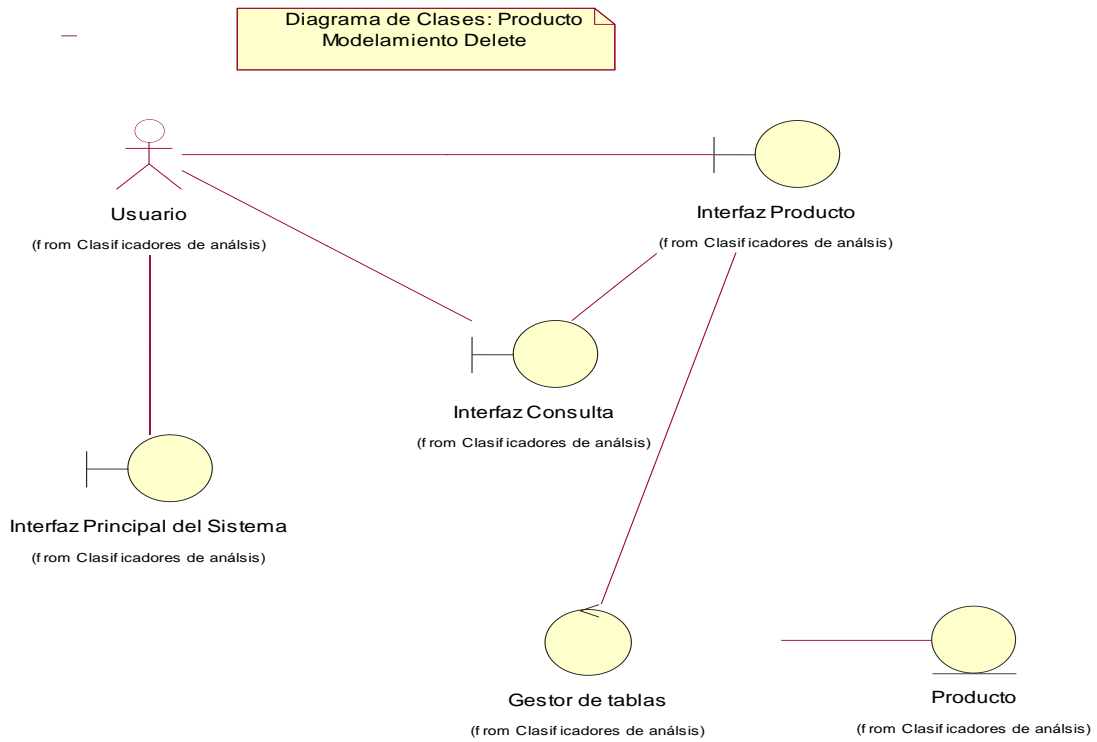 Diagrama de Clases: Producto
Modelamiento Delete
Usuario
(from Clasificadores de análsis)
Interfaz Producto
(from Clasificadores de análsis)
Interfaz Consulta
(from Clasificadores de análsis)
Interfaz Principal del Sistema
(from Clasificadores de análsis)
Gestor de tablas
(from Clasificadores de análsis)
Producto
(from Clasificadores de análsis)